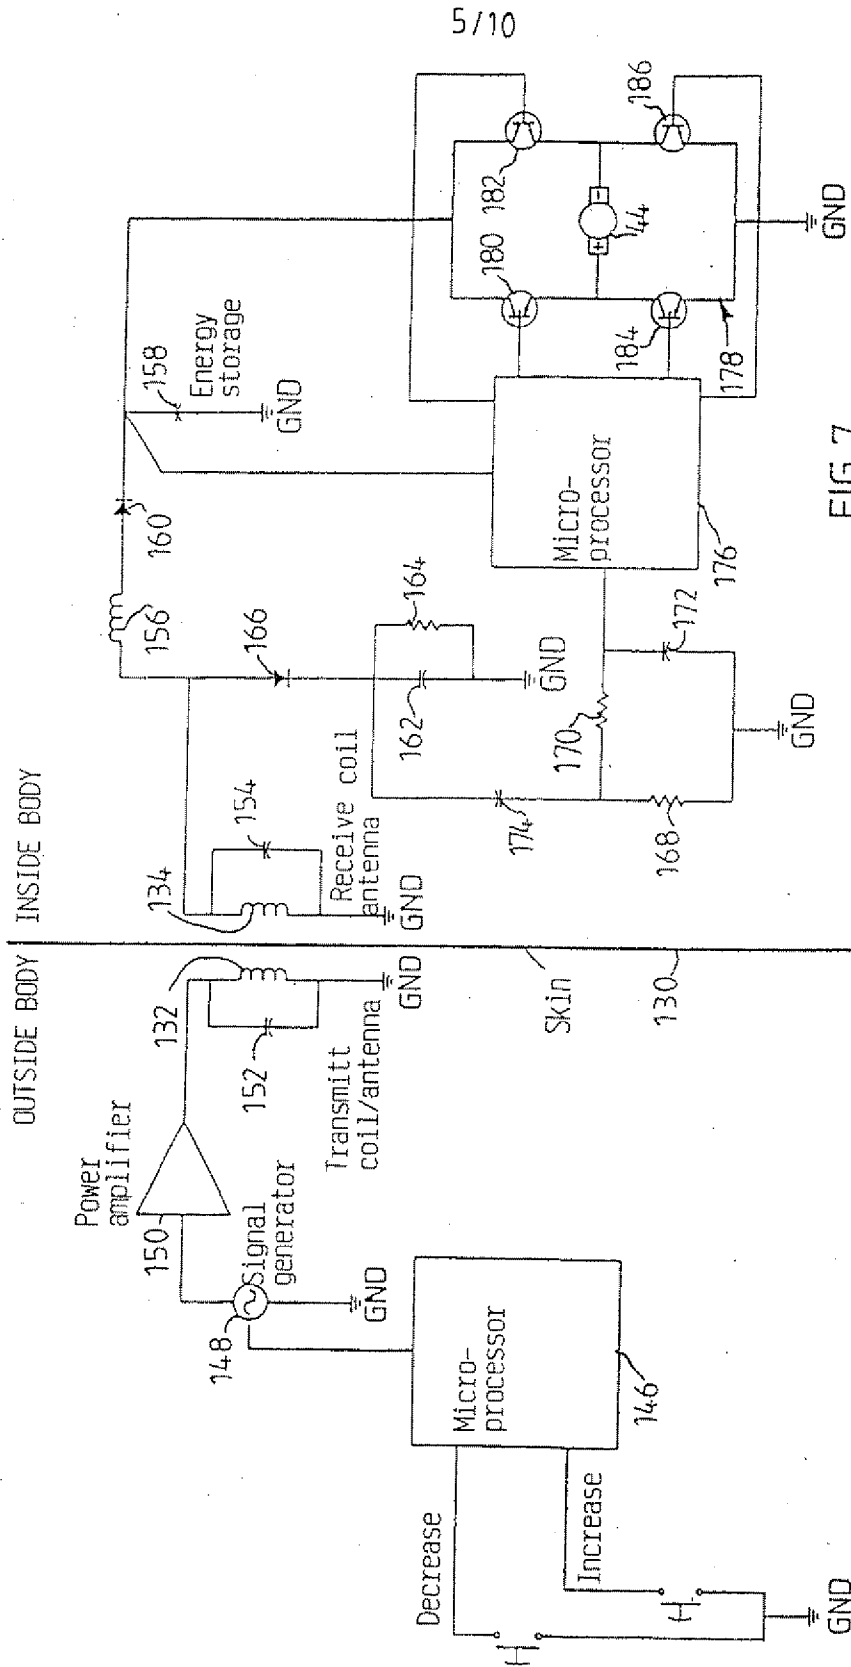 5/10
OUTSIDE BODY
INSIDE BODY
Power
amplifier
150
148
Signal
generator
GND
132
152
Transmitt
coil/antenna
GND
Micro-
processor
146
Decrease
Increase
GND
Skin
130
134
154
Receive coil
antenna
GND
156
160
158
Energy
storage
GND
166
164
162
GND
174
170
172
168
GND
Micro-
processor
176
180
182
184
186
44
178
GND
FIG 7